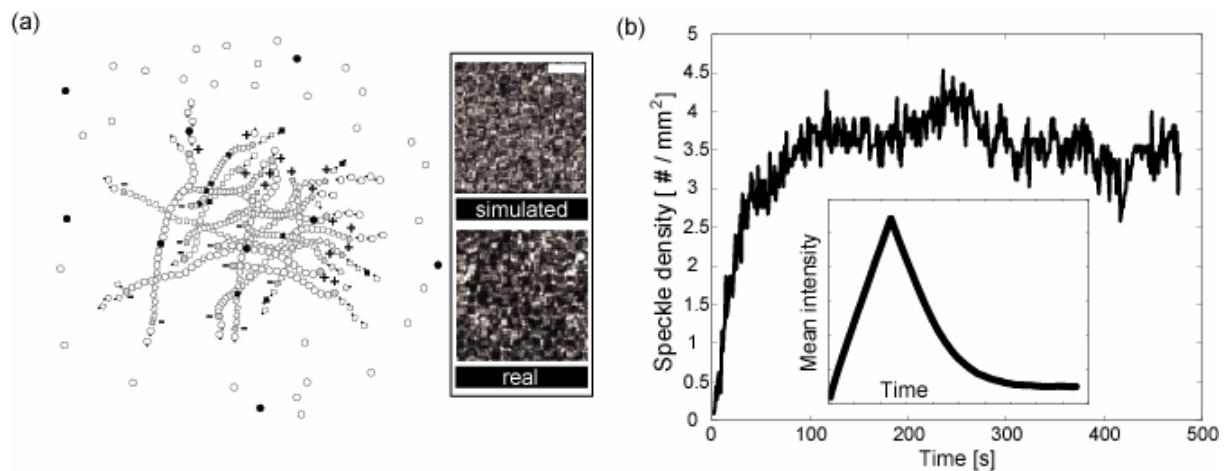 (a)
simulated
real
(b)
Speckle density [ # / mm²]
5
4.5
4
3.5
3
2.5
2
1.5
1
0.5
0
0
100
200
300
400
500
Time [s]
Mean intensity
Time